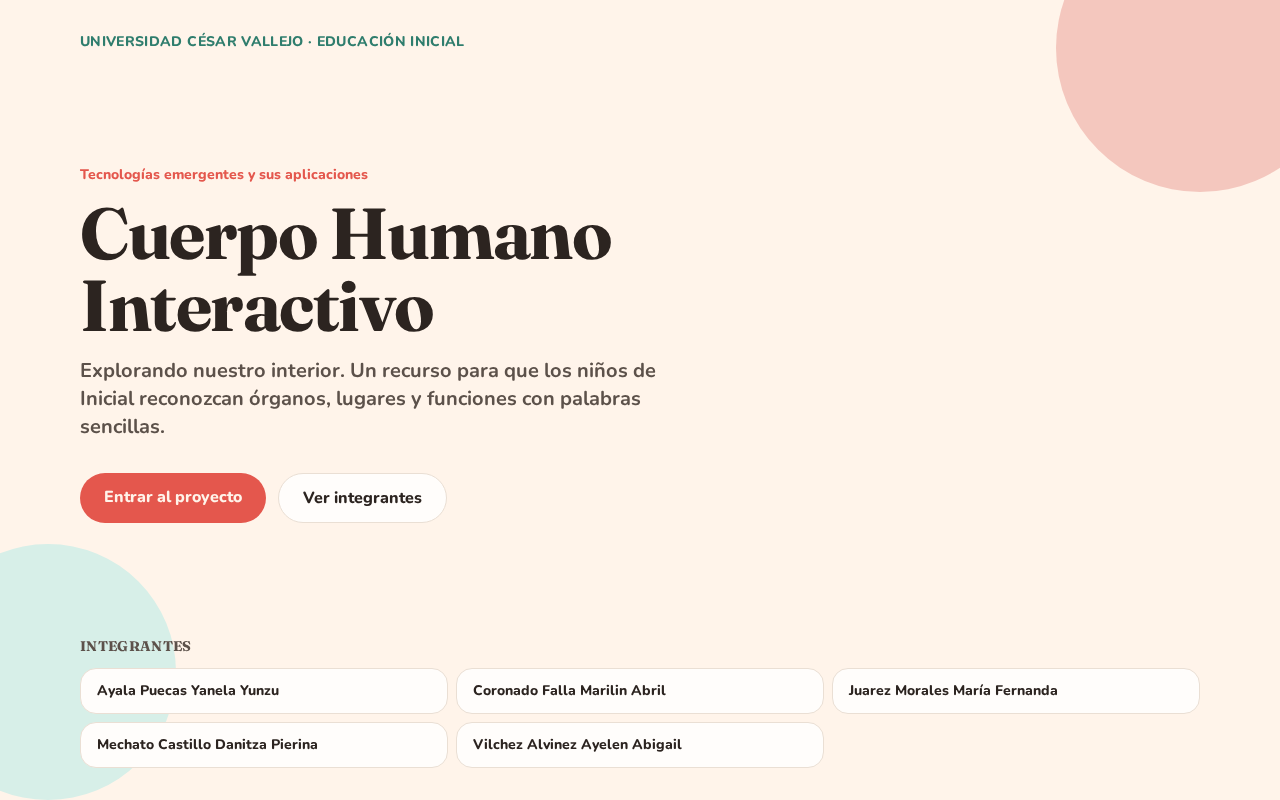 UNIVERSIDAD CÉSAR VALLEJO · EDUCACIÓN INICIAL
Tecnologías emergentes y sus aplicaciones
Cuerpo Humano
Interactivo
Explorando nuestro interior. Un recurso para que los niños de
Inicial reconozcan órganos, lugares y funciones con palabras
sencillas.
Entrar al proyecto
Ver integrantes
INTEGRANTES
Ayala Puecas Yanela Yunzu
Coronado Falla Marilin Abril
Juarez Morales María Fernanda
Mechato Castillo Danitza Pierina
Vilchez Alvinez Ayelen Abigail